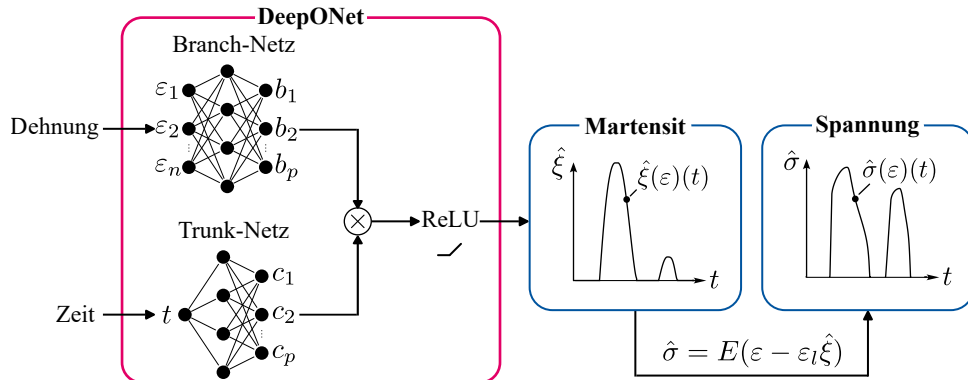 DeepONet
Branch-Netz
ε₁ b₁
Dehnung ε₂ b₂
εₙ bₚ
Trunk-Netz
c₁
Zeit t c₂
cₚ
ReLU
Martensit
ξ̂
ξ̂(ε)(t)
t
Spannung
σ̂
σ̂(ε)(t)
t
σ̂ = E(ε − εₗξ̂)